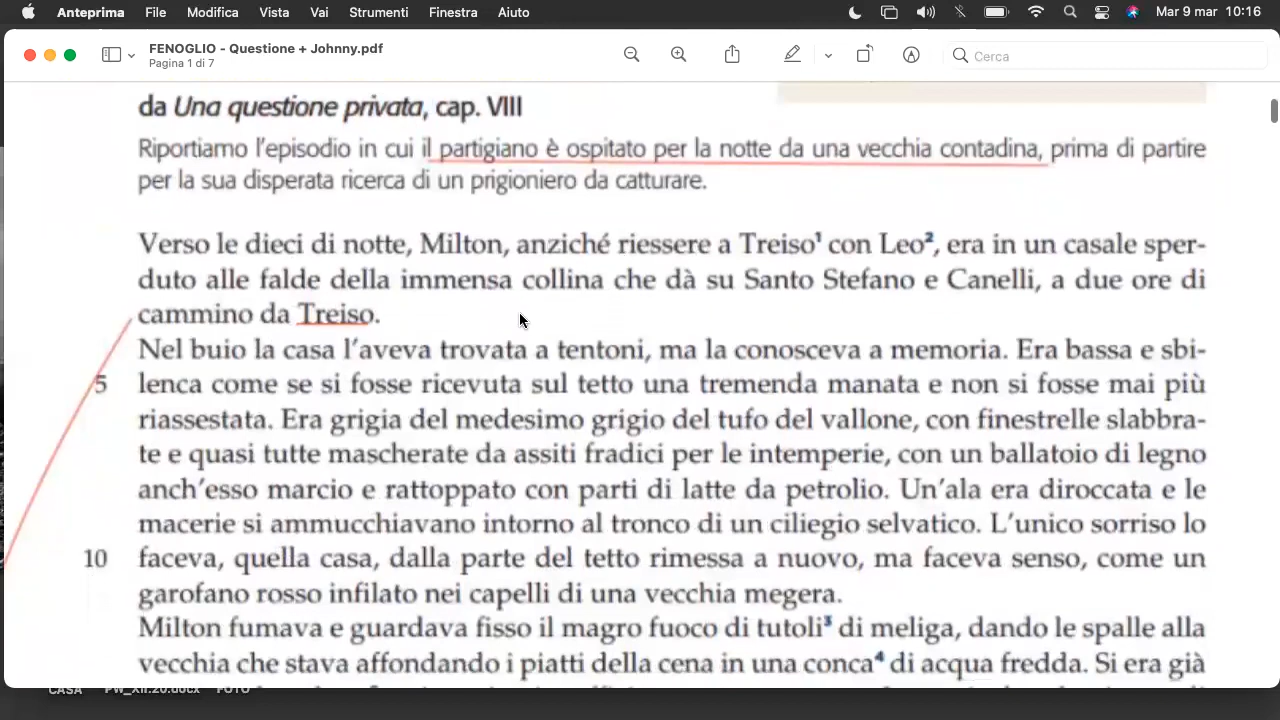 Anteprima File Modifica Vista Vai Strumenti Finestra Aiuto Mar 9 mar 10:16
FENOGLIO - Questione + Johnny.pdf
Pagina 1 di 7
Cerca
da Una questione privata, cap. VIII
Riportiamo l'episodio in cui il partigiano è ospitato per la notte da una vecchia contadina, prima di partire
per la sua disperata ricerca di un prigioniero da catturare.
Verso le dieci di notte, Milton, anziché riessere a Treiso¹ con Leo², era in un casale sper-
duto alle falde della immensa collina che dà su Santo Stefano e Canelli, a due ore di
cammino da Treiso.
Nel buio la casa l'aveva trovata a tentoni, ma la conosceva a memoria. Era bassa e sbi-
5 lenca come se si fosse ricevuta sul tetto una tremenda manata e non si fosse mai più
riassestata. Era grigia del medesimo grigio del tufo del vallone, con finestrelle slabbra-
te e quasi tutte mascherate da assiti fradici per le intemperie, con un ballatoio di legno
anch'esso marcio e rattoppato con parti di latte da petrolio. Un'ala era diroccata e le
macerie si ammucchiavano intorno al tronco di un ciliegio selvatico. L'unico sorriso lo
10 faceva, quella casa, dalla parte del tetto rimessa a nuovo, ma faceva senso, come un
garofano rosso infilato nei capelli di una vecchia megera.
Milton fumava e guardava fisso il magro fuoco di tutoli³ di meliga, dando le spalle alla
vecchia che stava affondando i piatti della cena in una conca⁴ di acqua fredda. Si era già
CASA PW_XII.20.docx FOTO